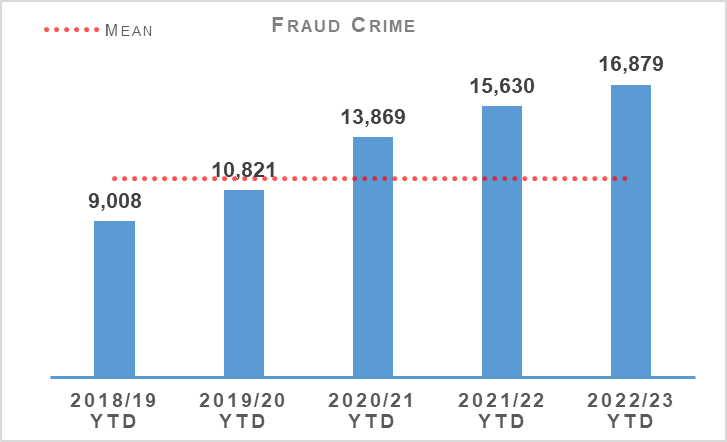 FRAUD CRIME
MEAN
9,008
10,821
13,869
15,630
16,879
2018/19
YTD
2019/20
YTD
2020/21
YTD
2021/22
YTD
2022/23
YTD